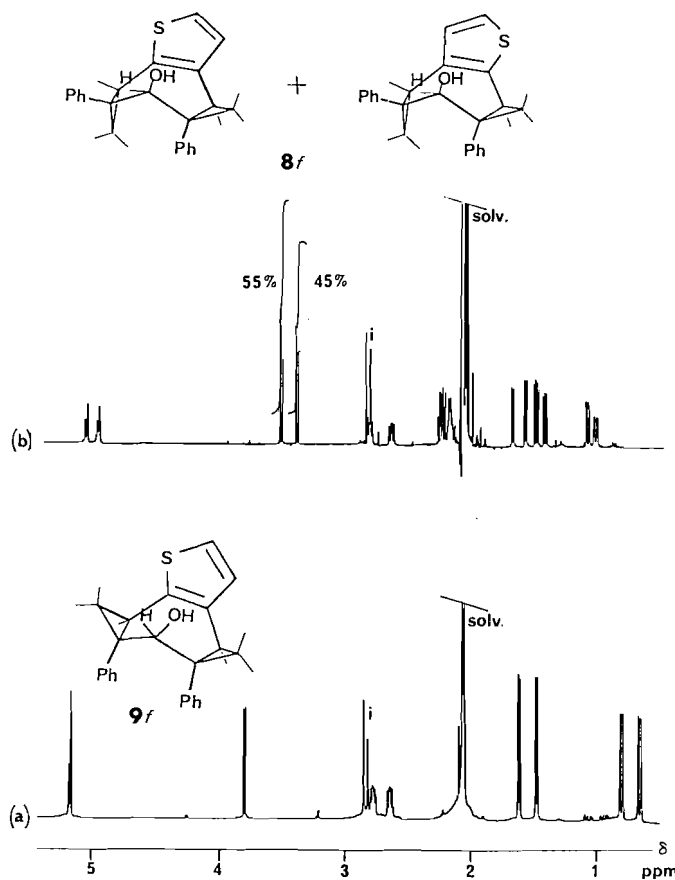 S S
H OH + H OH
Ph Ph
Ph Ph
8f
solv.
55% 45%
i
(b)
S
H OH
Ph
Ph
9f
solv.
i
(a)
δ
5 4 3 2 1 ppm